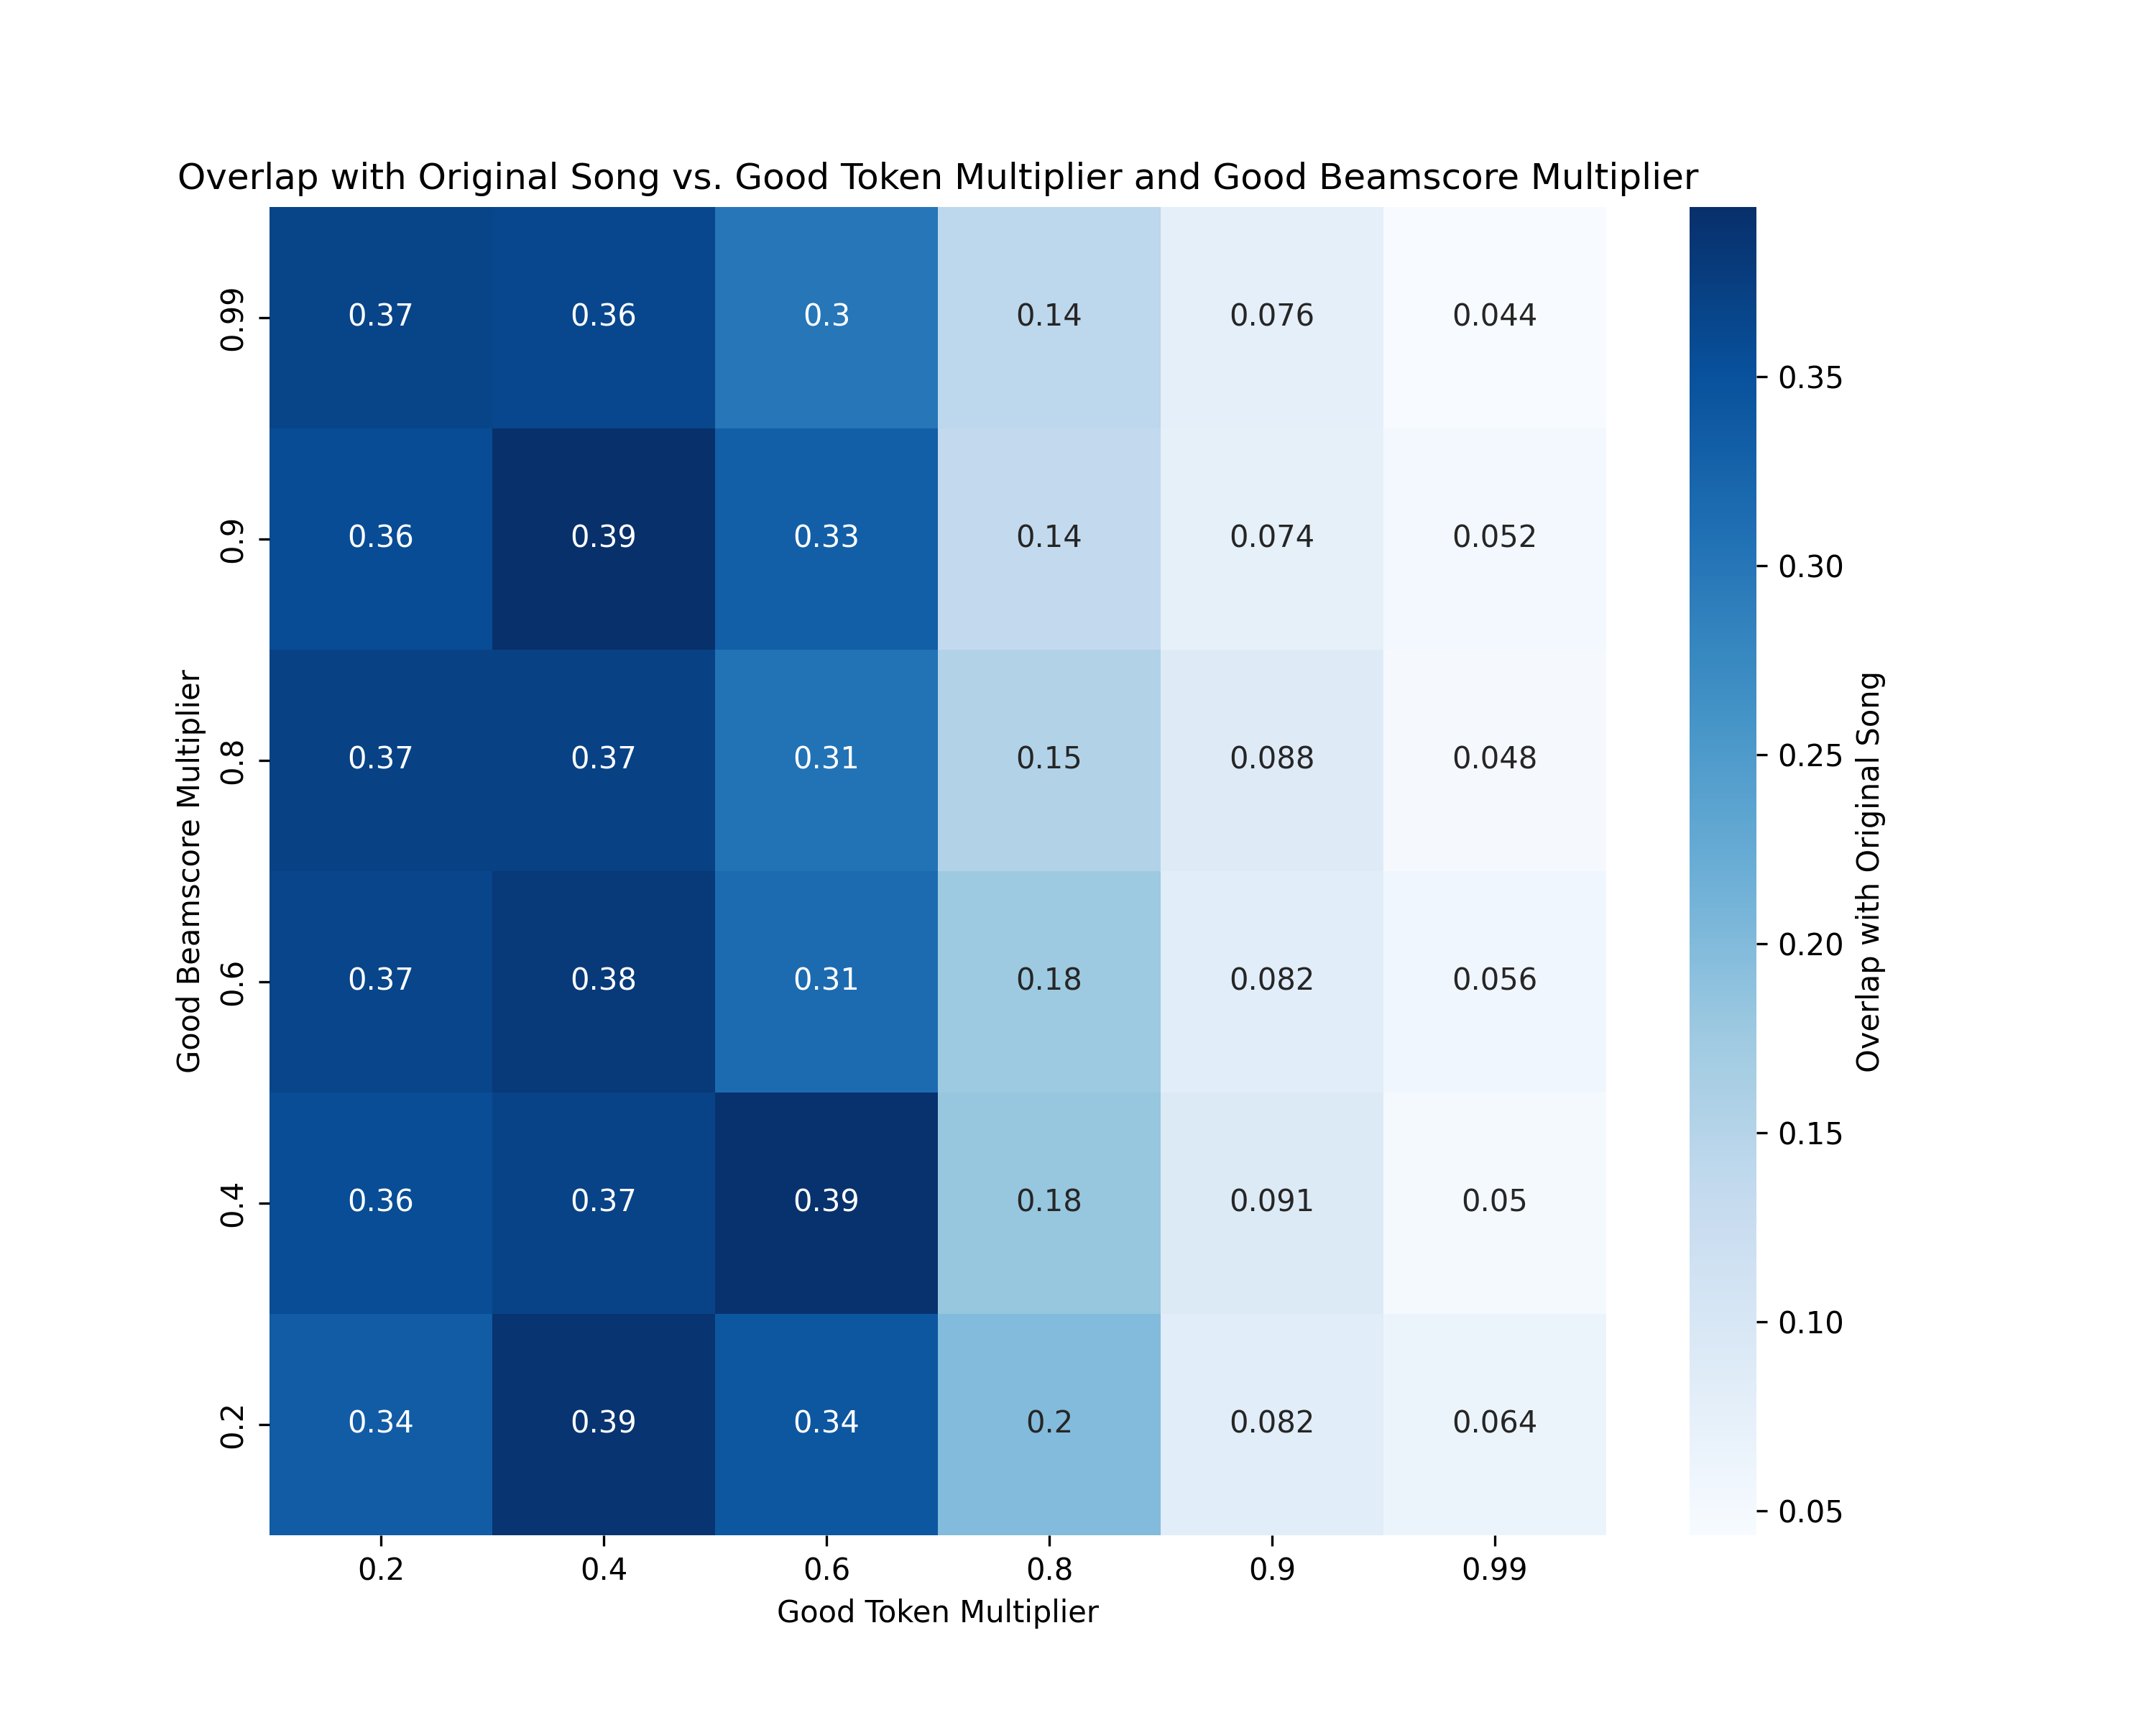 Overlap with Original Song vs. Good Token Multiplier and Good Beamscore Multiplier
Good Beamscore Multiplier
0.99 0.37 0.36 0.3 0.14 0.076 0.044
0.9 0.36 0.39 0.33 0.14 0.074 0.052
0.8 0.37 0.37 0.31 0.15 0.088 0.048
0.6 0.37 0.38 0.31 0.18 0.082 0.056
0.4 0.36 0.37 0.39 0.18 0.091 0.05
0.2 0.34 0.39 0.34 0.2 0.082 0.064
0.2 0.4 0.6 0.8 0.9 0.99
Good Token Multiplier
0.35
0.30
0.25
0.20
0.15
0.10
0.05
Overlap with Original Song